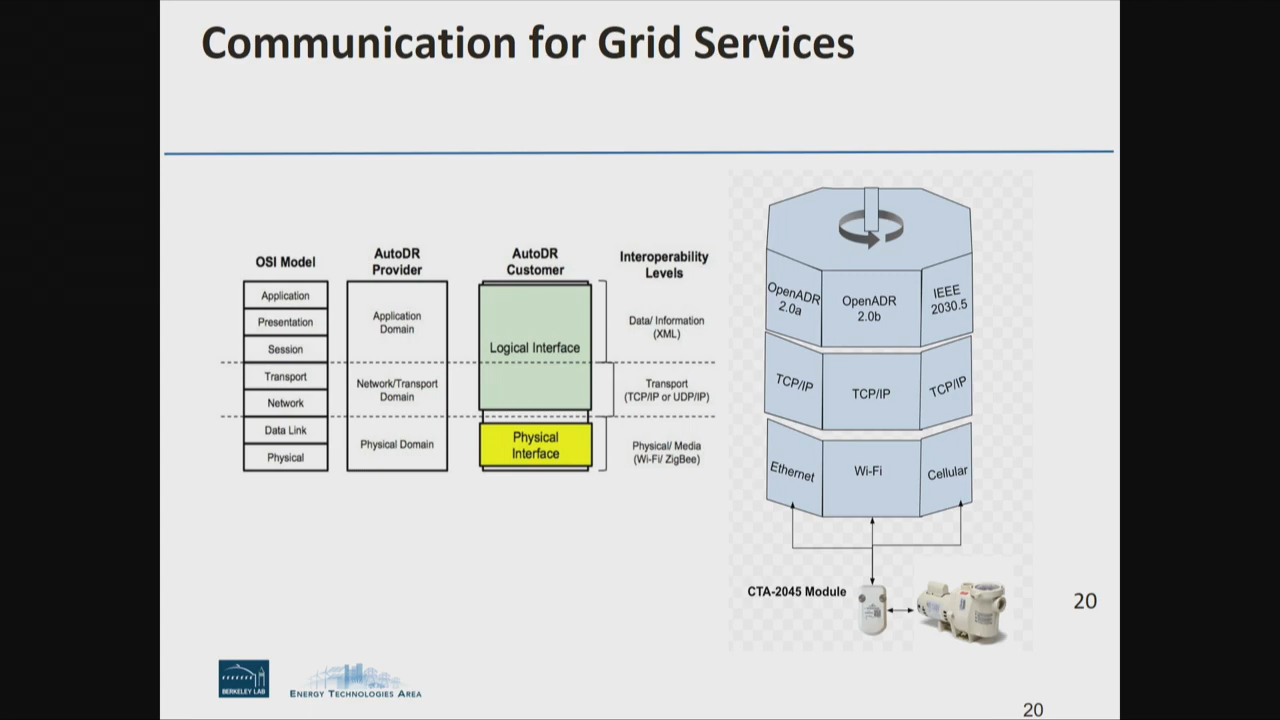 Communication for Grid Services
OSI Model
Application
Presentation
Session
Transport
Network
Data Link
Physical
AutoDR
Provider
Application
Domain
Network/Transport
Domain
Physical Domain
AutoDR
Customer
Logical Interface
Physical
Interface
Interoperability
Levels
Data/ Information
(XML)
Transport
(TCP/IP or UDP/IP)
Physical/ Media
(Wi-Fi/ ZigBee)
OpenADR
2.0a
OpenADR
2.0b
IEEE
2030.5
TCP/IP
TCP/IP
TCP/IP
Ethernet
Wi-Fi
Cellular
CTA-2045 Module
20
BERKELEY LAB
ENERGY TECHNOLOGIES AREA
20